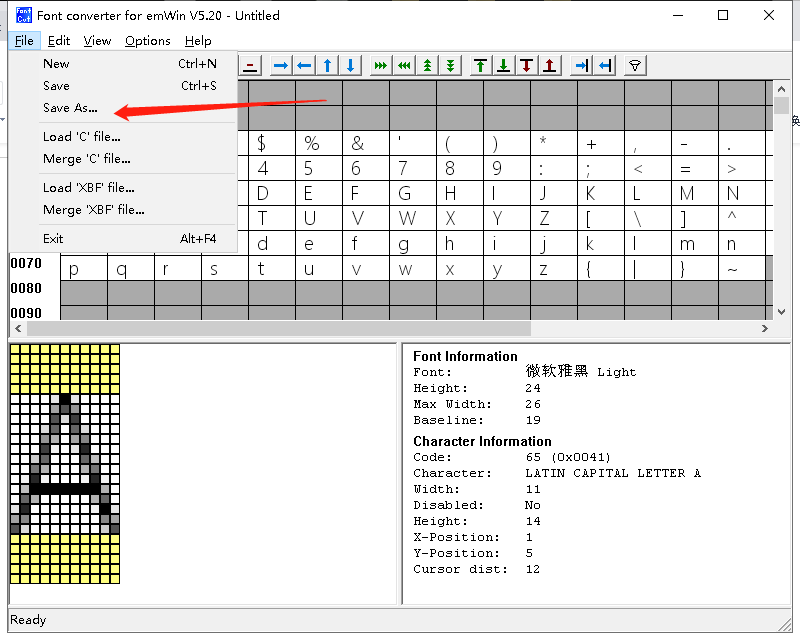 Font Cvt Font converter for emWin V5.20 - Untitled
File Edit View Options Help
New Ctrl+N
Save Ctrl+S
Save As...
Load 'C' file...
Merge 'C' file...
Load 'XBF' file...
Merge 'XBF' file...
Exit Alt+F4
$ % & ' ( ) * + , - .
4 5 6 7 8 9 : ; < = >
D E F G H I J K L M N
T U V W X Y Z [ \ ] ^
d e f g h i j k l m n
0070 p q r s t u v w x y z { | } ~
0080
0090
换
Font Information
Font: 微软雅黑 Light
Height: 24
Max Width: 26
Baseline: 19
Character Information
Code: 65 (0x0041)
Character: LATIN CAPITAL LETTER A
Width: 11
Disabled: No
Height: 14
X-Position: 1
Y-Position: 5
Cursor dist: 12
Ready